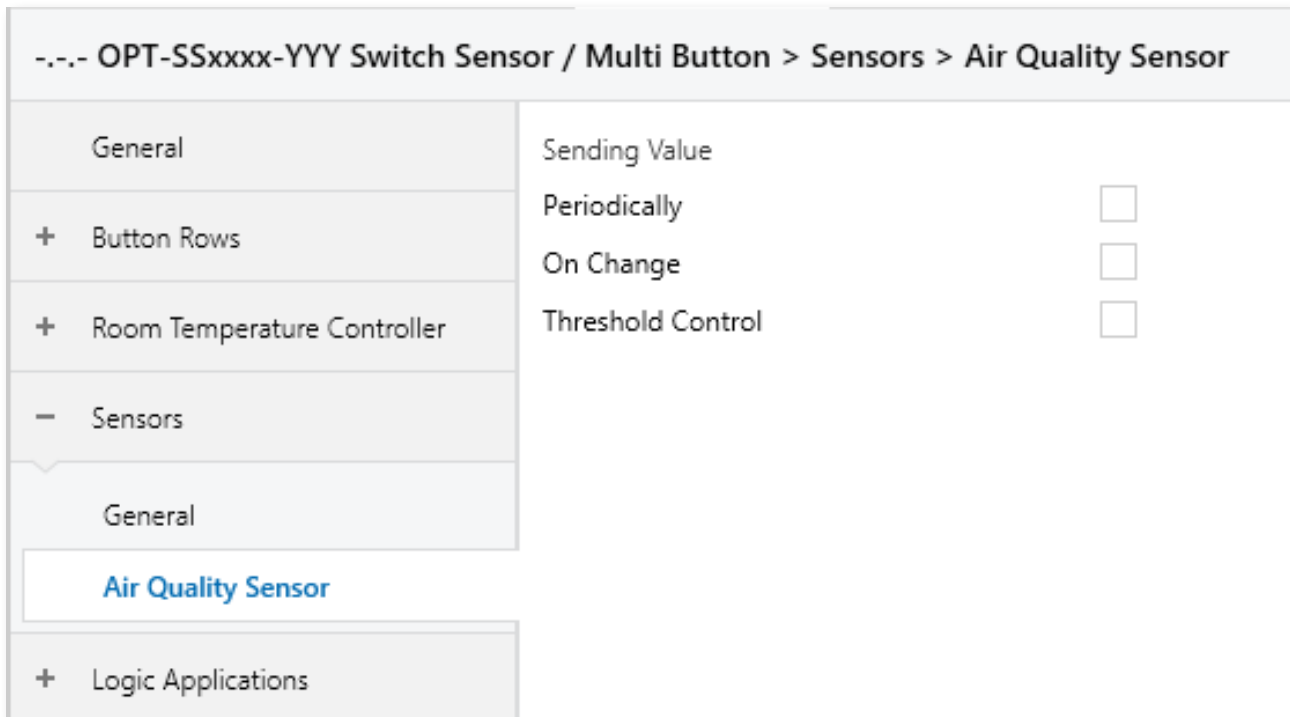 -.-.- OPT-SSxxxx-YYY Switch Sensor / Multi Button > Sensors > Air Quality Sensor
General
+ Button Rows
+ Room Temperature Controller
− Sensors
General
Air Quality Sensor
+ Logic Applications
Sending Value
Periodically
On Change
Threshold Control